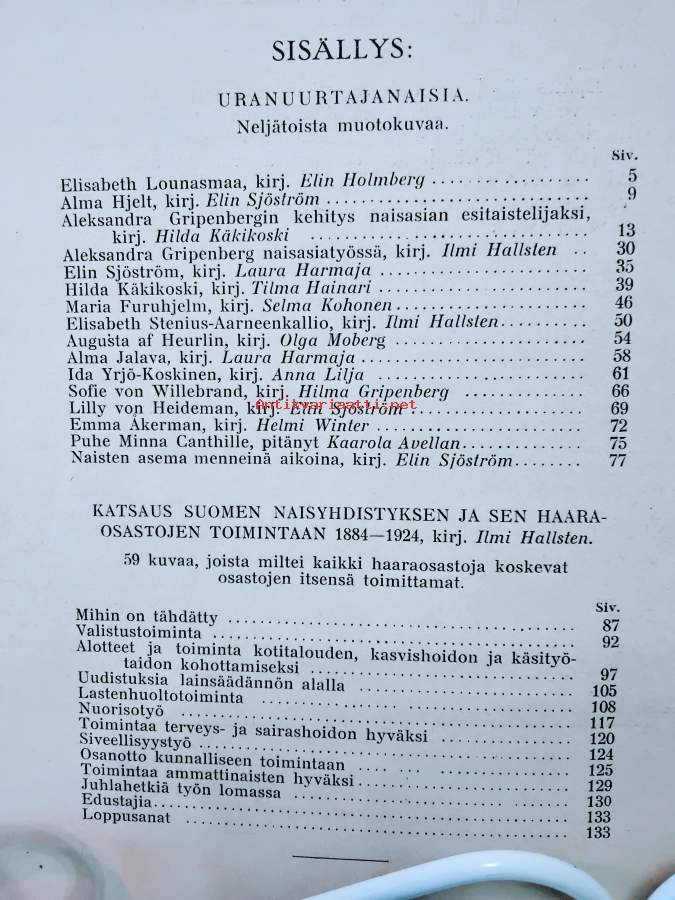 SISÄLLYS:
URANUURTAJANAISIA.
Neljätoista muotokuvaa.
Siv.
Elisabeth Lounasmaa, kirj. Elin Holmberg .................. 5
Alma Hjelt, kirj. Elin Sjöström .............................. 9
Aleksandra Gripenbergin kehitys naisasian esitaistelijaksi,
kirj. Hilda Käkikoski .............................. 13
Aleksandra Gripenberg naisasiatyössä, kirj. Ilmi Hallsten .. 30
Elin Sjöström, kirj. Laura Harmaja ...................... 35
Hilda Käkikoski, kirj. Tilma Hainari ...................... 39
Maria Furuhjelm, kirj. Selma Kohonen .................... 46
Elisabeth Stenius-Aarneenkallio, kirj. Ilmi Hallsten.......... 50
Augusta af Heurlin, kirj. Olga Moberg .................... 54
Alma Jalava, kirj. Laura Harmaja ........................ 58
Ida Yrjö-Koskinen, kirj. Anna Lilja ...................... 61
Sofie von Willebrand, kirj. Hilma Gripenberg .............. 66
Lilly von Heideman, kirj. Elin Sjöström .................. 69
Emma Åkerman, kirj. Helmi Winter ...................... 72
Puhe Minna Canthille, pitänyt Kaarola Avellan.............. 75
Naisten asema menneinä aikoina, kirj. Elin Sjöström........ 77
antikvariaatti.net
KATSAUS SUOMEN NAISYHDISTYKSEN JA SEN HAARA-
OSASTOJEN TOIMINTAAN 1884—1924, kirj. Ilmi Hallsten.
59 kuvaa, joista miltei kaikki haaraosastoja koskevat
osastojen itsensä toimittamat.
Siv.
Mihin on tähdätty .................................... 87
Valistustoiminta ...................................... 92
Alotteet ja toiminta kotitalouden, kasvishoidon ja käsityö-
taidon kohottamiseksi .............................. 97
Uudistuksia lainsäädännön alalla ........................ 105
Lastenhuoltotoiminta .................................. 108
Nuorisotyö .......................................... 117
Toimintaa terveys- ja sairashoidon hyväksi ................ 120
Siveellisyystyö ........................................ 124
Osanotto kunnalliseen toimintaan ........................ 125
Toimintaa ammattinaisten hyväksi........................ 129
Juhlahetkiä työn lomassa .............................. 130
Edustajia............................................ 133
Loppusanat .......................................... 133